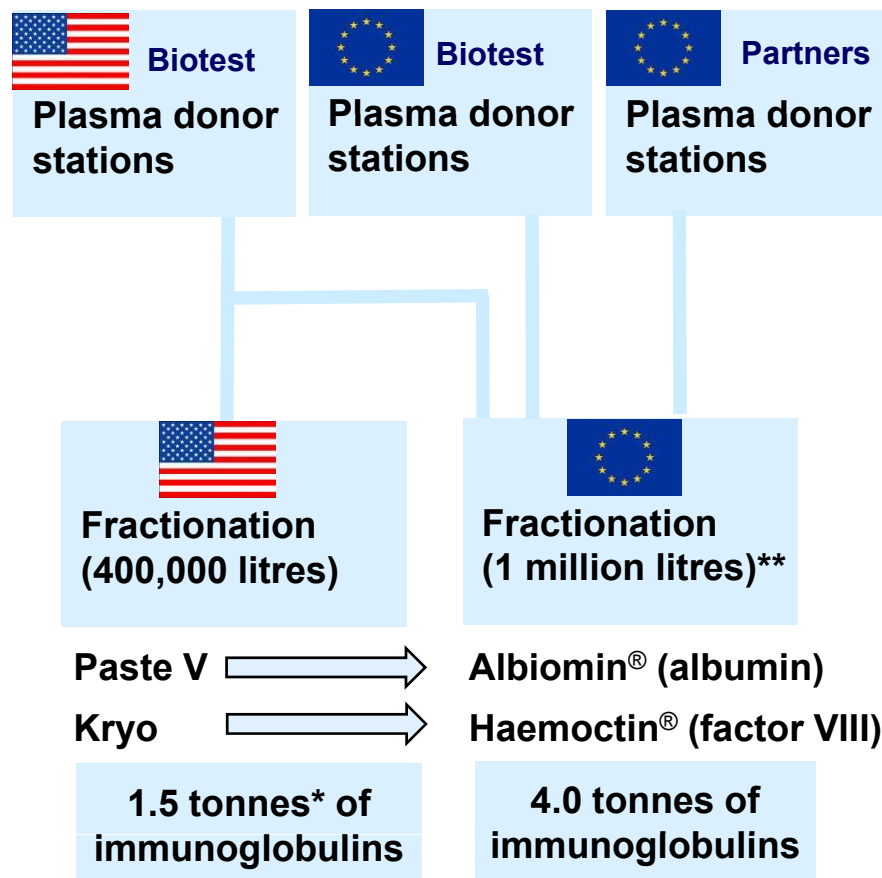 Biotest
Plasma donor
stations
Biotest
Plasma donor
stations
Partners
Plasma donor
stations
Fractionation
(400,000 litres)
Fractionation
(1 million litres)**
Paste V
Albiomin® (albumin)
Kryo
Haemoctin® (factor VIII)
1.5 tonnes* of
immunoglobulins
4.0 tonnes of
immunoglobulins